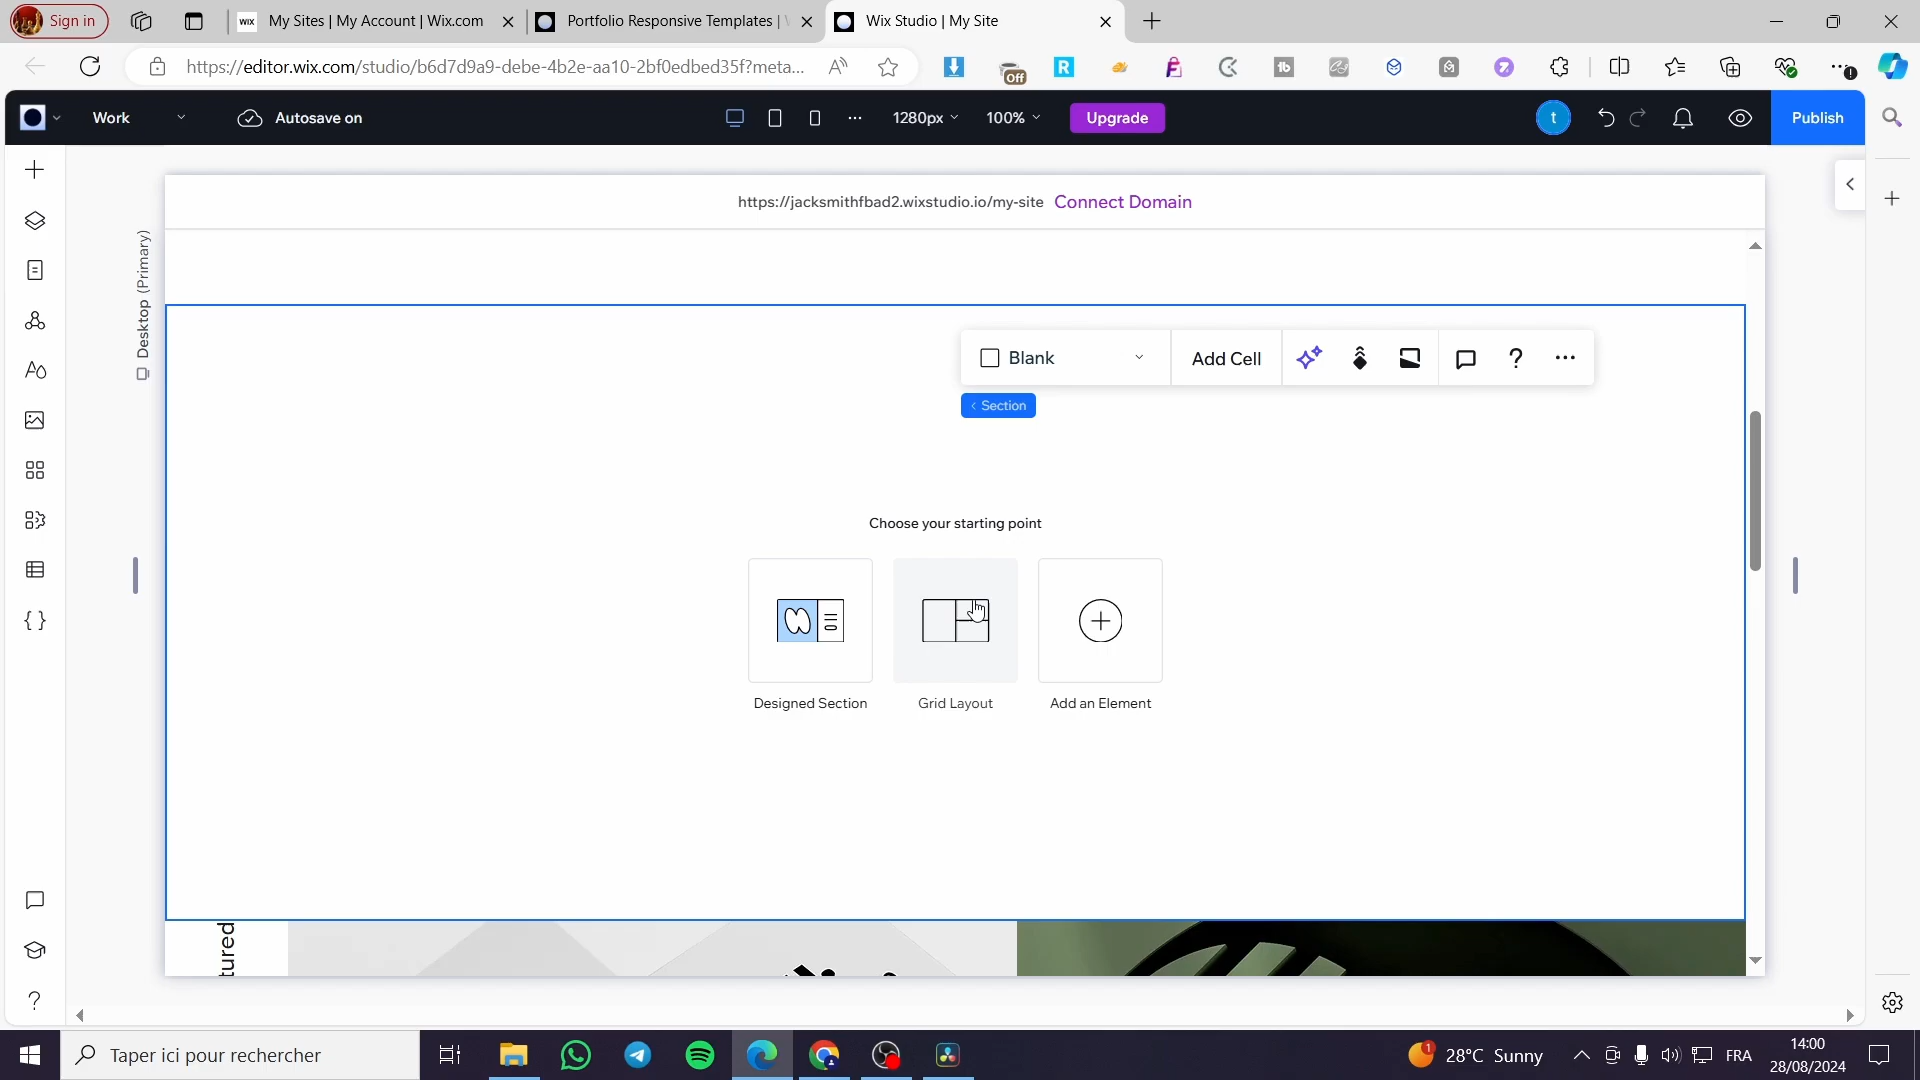 Sign in
WIX My Sites | My Account | Wix.com
Portfolio Responsive Templates |
Wix Studio | My Site
https://editor.wix.com/studio/b6d7d9a9-debe-4b2e-aa10-2bf0edbed35f?meta...
Off
Work
Autosave on
1280px
100%
Upgrade
t
Publish
https://jacksmithfbad2.wixstudio.io/my-site Connect Domain
Desktop (Primary)
Blank
Add Cell
< Section
Choose your starting point
Designed Section
Grid Layout
Add an Element
tured
Taper ici pour rechercher
1
28°C Sunny
FRA
14:00
28/08/2024